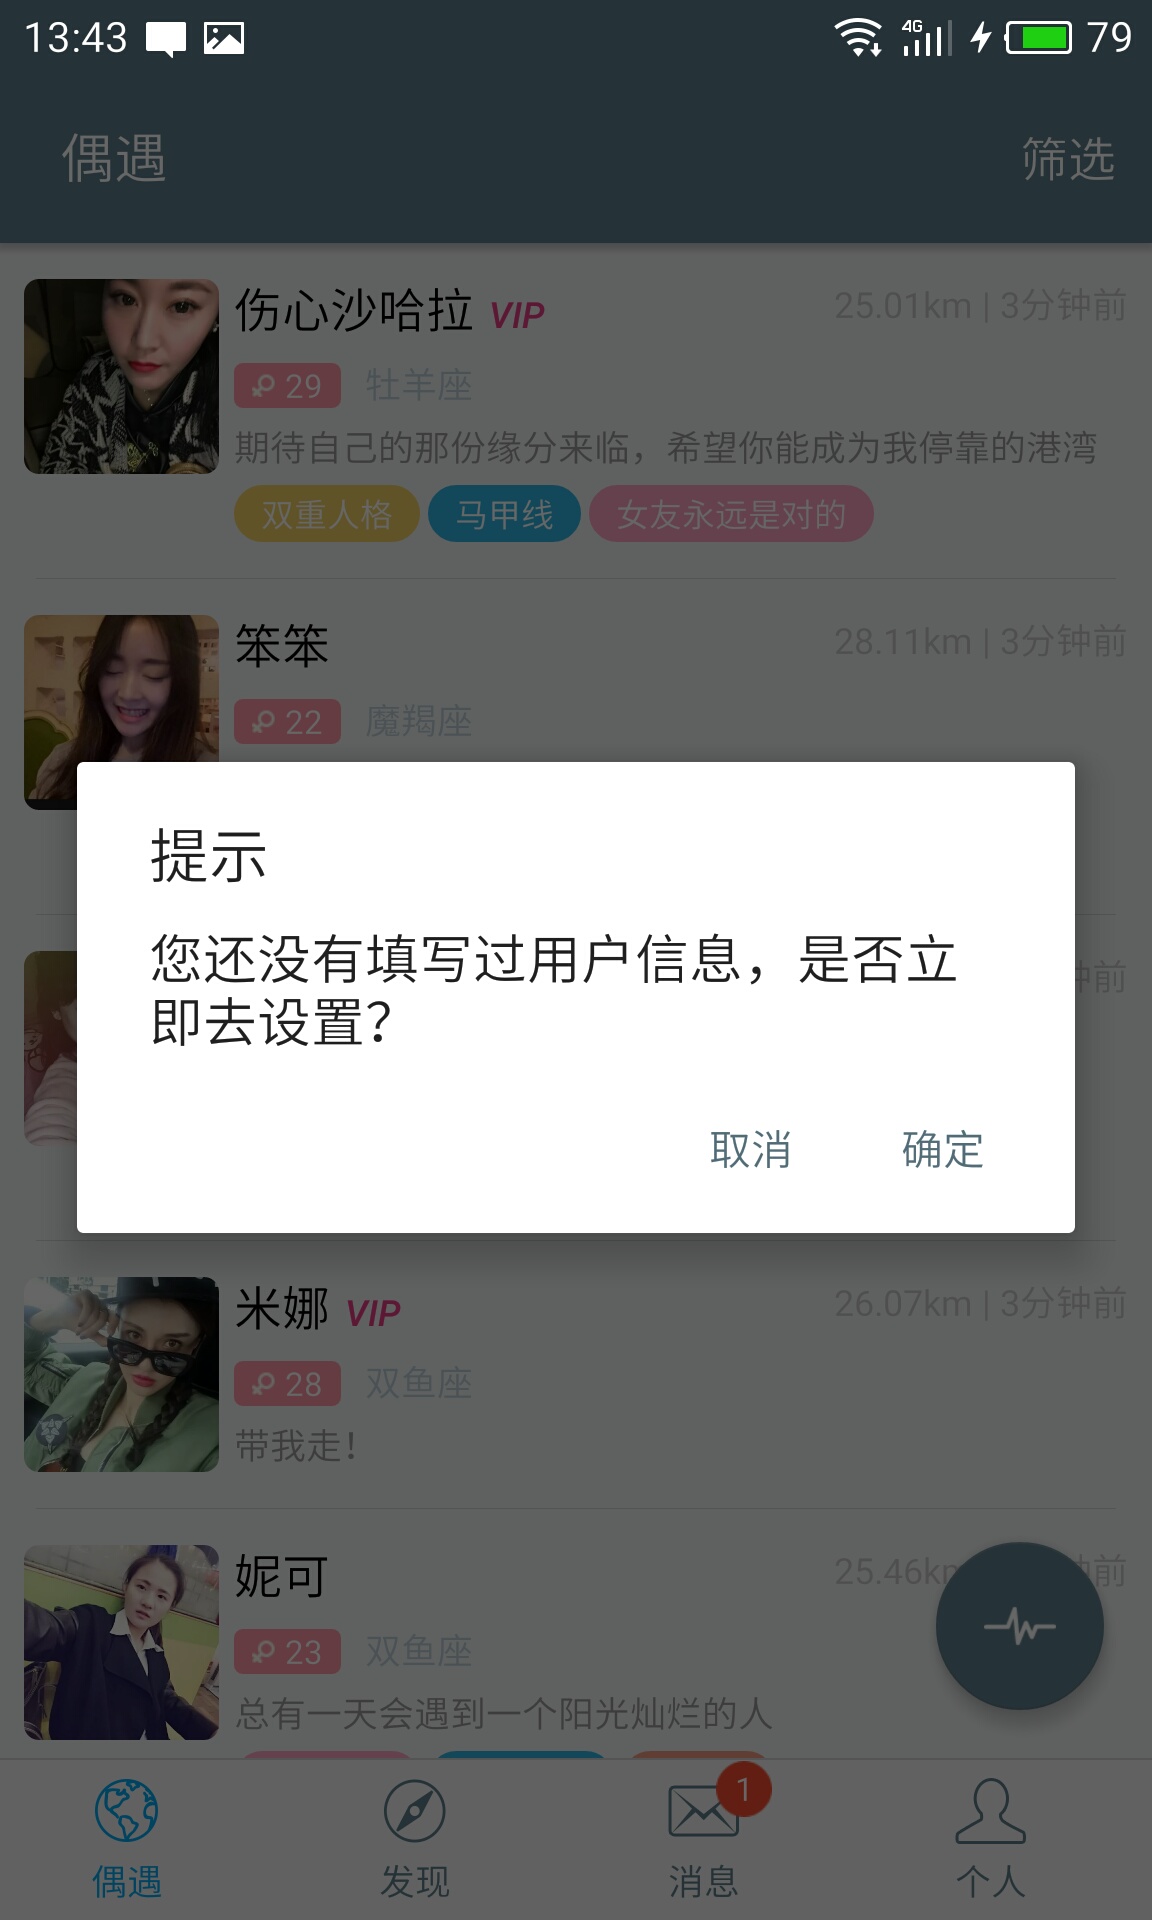 13:43
4G
79
偶遇
筛选
伤心沙哈拉 VIP
25.01km | 3分钟前
29 牡羊座
期待自己的那份缘分来临，希望你能成为我停靠的港湾
双重人格 马甲线 女友永远是对的
笨笨
28.11km | 3分钟前
22 魔羯座
提示
您还没有填写过用户信息，是否立
即去设置？
钟前
取消
确定
米娜 VIP
26.07km | 3分钟前
28 双鱼座
带我走！
妮可
25.46k
前
23 双鱼座
总有一天会遇到一个阳光灿烂的人
1
偶遇
发现
消息
个人